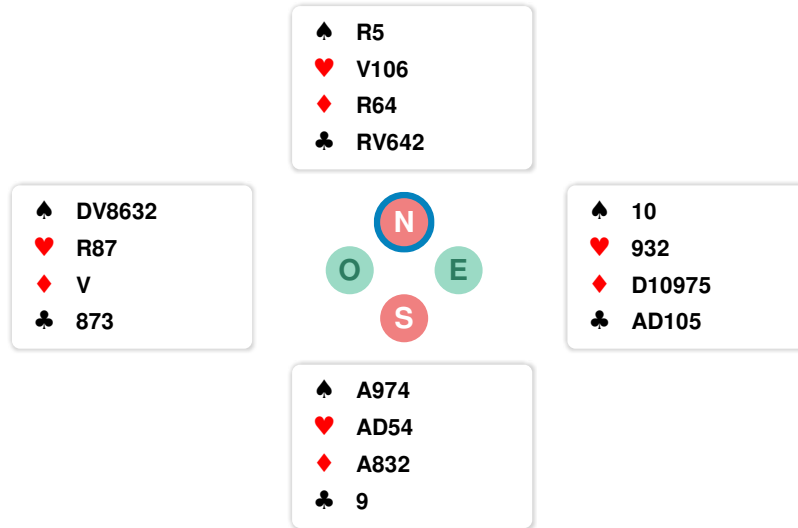 ♠ R5
♥ V106
♦ R64
♣ RV642
♠ DV8632
♥ R87
♦ V
♣ 873
N
O
E
S
♠ 10
♥ 932
♦ D10975
♣ AD105
♠ A974
♥ AD54
♦ A832
♣ 9